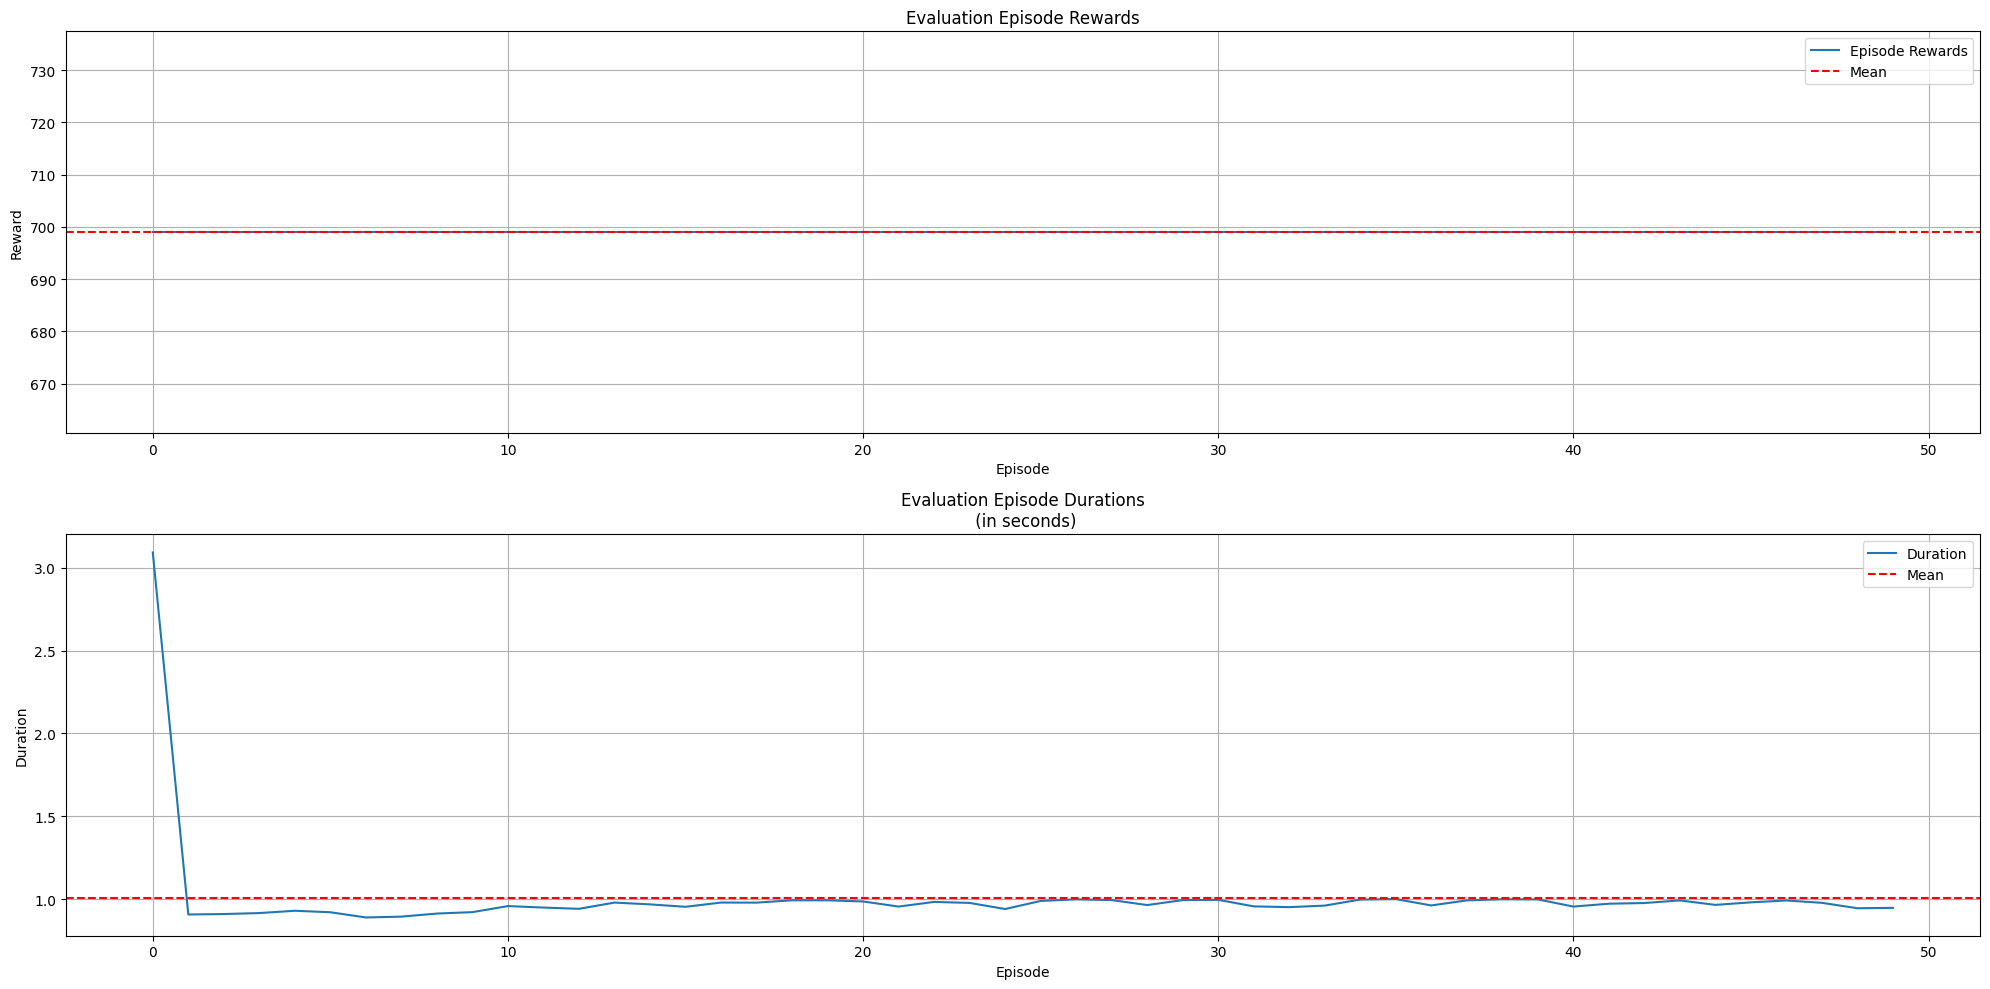 Evaluation Episode Rewards
Episode Rewards
Mean
730
720
710
700
690
680
670
Reward
0
10
20
30
40
50
Episode
Evaluation Episode Durations
(in seconds)
Duration
Mean
3.0
2.5
2.0
1.5
1.0
Duration
0
10
20
30
40
50
Episode